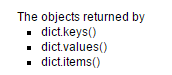 The objects returned by
▪ dict.keys()
▪ dict.values()
▪ dict.items()